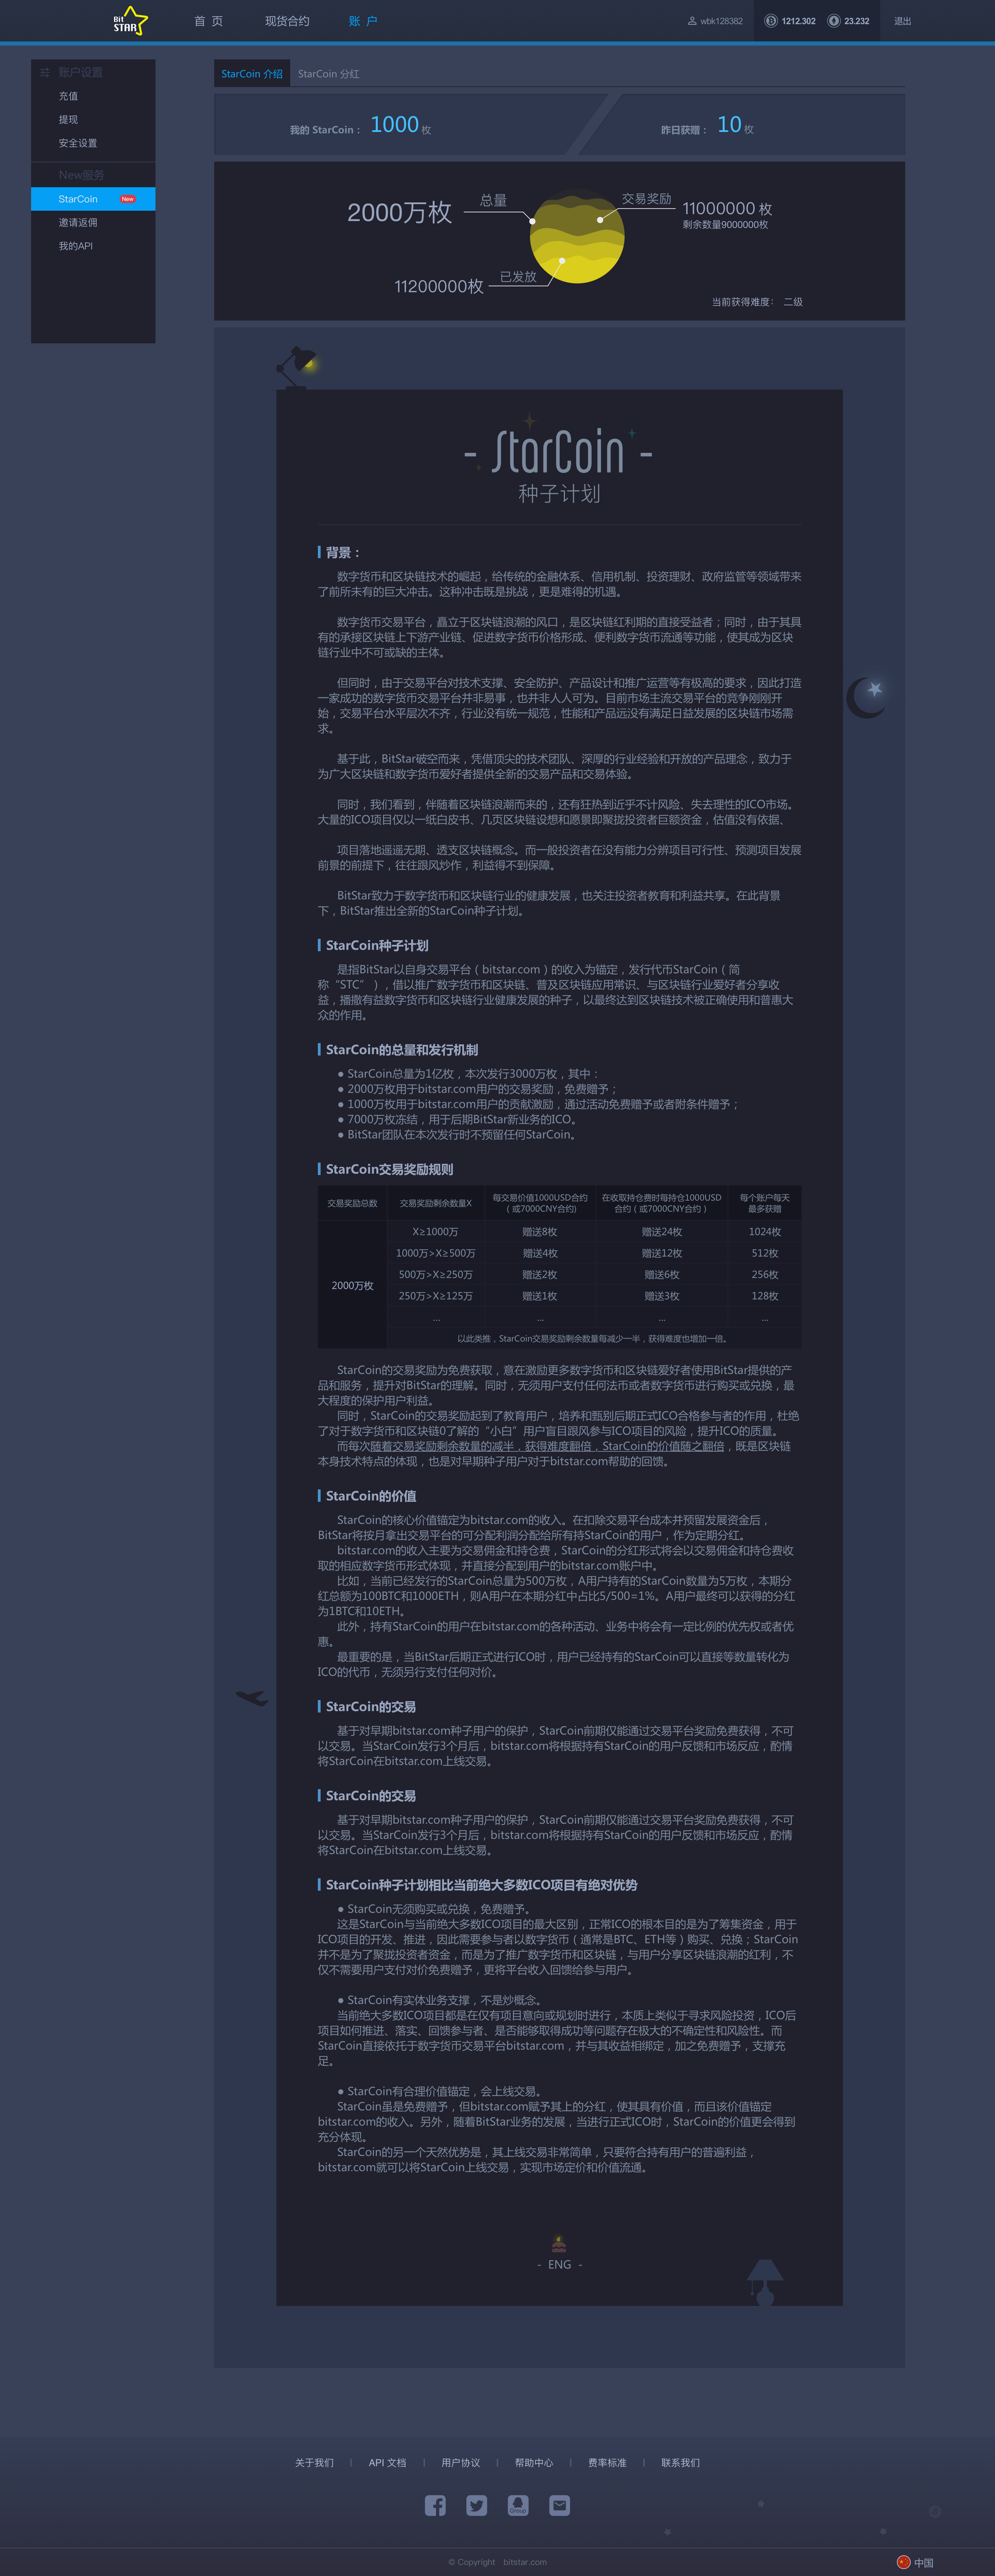 Bit
STAR
首 页
现货合约
账 户
wbk128382
1212.302
23.232
退出
账户设置
充值
提现
安全设置
New服务
StarCoin New
邀请返佣
我的API
StarCoin 介绍
StarCoin 分红
我的 StarCoin： 1000 枚
昨日获赠： 10 枚
2000万枚
总量
交易奖励
11000000 枚
剩余数量9000000枚
已发放
11200000枚
当前获得难度： 二级
- StarCoin -
种子计划
背景：
数字货币和区块链技术的崛起，给传统的金融体系、信用机制、投资理财、政府监管等领域带来
了前所未有的巨大冲击。这种冲击既是挑战，更是难得的机遇。
数字货币交易平台，矗立于区块链浪潮的风口，是区块链红利期的直接受益者；同时，由于其具
有的承接区块链上下游产业链、促进数字货币价格形成、便利数字货币流通等功能，使其成为区块
链行业中不可或缺的主体。
但同时，由于交易平台对技术支撑、安全防护、产品设计和推广运营等有极高的要求，因此打造
一家成功的数字货币交易平台并非易事，也并非人人可为。目前市场主流交易平台的竞争刚刚开
始，交易平台水平层次不齐，行业没有统一规范，性能和产品远没有满足日益发展的区块链市场需
求。
基于此，BitStar破空而来，凭借顶尖的技术团队、深厚的行业经验和开放的产品理念，致力于
为广大区块链和数字货币爱好者提供全新的交易产品和交易体验。
同时，我们看到，伴随着区块链浪潮而来的，还有狂热到近乎不计风险、失去理性的ICO市场。
大量的ICO项目仅以一纸白皮书、几页区块链设想和愿景即聚拢投资者巨额资金，估值没有依据、
项目落地遥遥无期、透支区块链概念。而一般投资者在没有能力分辨项目可行性、预测项目发展
前景的前提下，往往跟风炒作，利益得不到保障。
BitStar致力于数字货币和区块链行业的健康发展，也关注投资者教育和利益共享。在此背景
下，BitStar推出全新的StarCoin种子计划。
StarCoin种子计划
是指BitStar以自身交易平台（bitstar.com）的收入为锚定，发行代币StarCoin（简
称“STC”），借以推广数字货币和区块链、普及区块链应用常识、与区块链行业爱好者分享收
益，播撒有益数字货币和区块链行业健康发展的种子，以最终达到区块链技术被正确使用和普惠大
众的作用。
StarCoin的总量和发行机制
● StarCoin总量为1亿枚，本次发行3000万枚，其中：
● 2000万枚用于bitstar.com用户的交易奖励，免费赠予；
● 1000万枚用于bitstar.com用户的贡献激励，通过活动免费赠予或者附条件赠予；
● 7000万枚冻结，用于后期BitStar新业务的ICO。
● BitStar团队在本次发行时不预留任何StarCoin。
StarCoin交易奖励规则
交易奖励总数 交易奖励剩余数量X 每交易价值1000USD合约 在收取持仓费时每持仓1000USD 每个账户每天
（或7000CNY合约） 合约（或7000CNY合约） 最多获赠
X≥1000万 赠送8枚 赠送24枚 1024枚
1000万>X≥500万 赠送4枚 赠送12枚 512枚
500万>X≥250万 赠送2枚 赠送6枚 256枚
2000万枚
250万>X≥125万 赠送1枚 赠送3枚 128枚
... ... ... ...
以此类推，StarCoin交易奖励剩余数量每减少一半，获得难度也增加一倍。
StarCoin的交易奖励为免费获取，意在激励更多数字货币和区块链爱好者使用BitStar提供的产
品和服务，提升对BitStar的理解。同时，无须用户支付任何法币或者数字货币进行购买或兑换，最
大程度的保护用户利益。
同时，StarCoin的交易奖励起到了教育用户，培养和甄别后期正式ICO合格参与者的作用，杜绝
了对于数字货币和区块链0了解的“小白”用户盲目跟风参与ICO项目的风险，提升ICO的质量。
而每次随着交易奖励剩余数量的减半，获得难度翻倍，StarCoin的价值随之翻倍，既是区块链
本身技术特点的体现，也是对早期种子用户对于bitstar.com帮助的回馈。
StarCoin的价值
StarCoin的核心价值锚定为bitstar.com的收入。在扣除交易平台成本并预留发展资金后，
BitStar将按月拿出交易平台的可分配利润分配给所有持StarCoin的用户，作为定期分红。
bitstar.com的收入主要为交易佣金和持仓费，StarCoin的分红形式将会以交易佣金和持仓费收
取的相应数字货币形式体现，并直接分配到用户的bitstar.com账户中。
比如，当前已经发行的StarCoin总量为500万枚，A用户持有的StarCoin数量为5万枚，本期分
红总额为100BTC和1000ETH，则A用户在本期分红中占比5/500=1%。A用户最终可以获得的分红
为1BTC和10ETH。
此外，持有StarCoin的用户在bitstar.com的各种活动、业务中将会有一定比例的优先权或者优
惠。
最重要的是，当BitStar后期正式进行ICO时，用户已经持有的StarCoin可以直接等数量转化为
ICO的代币，无须另行支付任何对价。
StarCoin的交易
基于对早期bitstar.com种子用户的保护，StarCoin前期仅能通过交易平台奖励免费获得，不可
以交易。当StarCoin发行3个月后，bitstar.com将根据持有StarCoin的用户反馈和市场反应，酌情
将StarCoin在bitstar.com上线交易。
StarCoin的交易
基于对早期bitstar.com种子用户的保护，StarCoin前期仅能通过交易平台奖励免费获得，不可
以交易。当StarCoin发行3个月后，bitstar.com将根据持有StarCoin的用户反馈和市场反应，酌情
将StarCoin在bitstar.com上线交易。
StarCoin种子计划相比当前绝大多数ICO项目有绝对优势
● StarCoin无须购买或兑换，免费赠予。
这是StarCoin与当前绝大多数ICO项目的最大区别，正常ICO的根本目的是为了筹集资金，用于
ICO项目的开发、推进，因此需要参与者以数字货币（通常是BTC、ETH等）购买、兑换；StarCoin
并不是为了聚拢投资者资金，而是为了推广数字货币和区块链，与用户分享区块链浪潮的红利，不
仅不需要用户支付对价免费赠予，更将平台收入回馈给参与用户。
● StarCoin有实体业务支撑，不是炒概念。
当前绝大多数ICO项目都是在仅有项目意向或规划时进行，本质上类似于寻求风险投资，ICO后
项目如何推进、落实、回馈参与者、是否能够取得成功等问题存在极大的不确定性和风险性。而
StarCoin直接依托于数字货币交易平台bitstar.com，并与其收益相绑定，加之免费赠予，支撑充
足。
● StarCoin有合理价值锚定，会上线交易。
StarCoin虽是免费赠予，但bitstar.com赋予其上的分红，使其具有价值，而且该价值锚定
bitstar.com的收入。另外，随着BitStar业务的发展，当进行正式ICO时，StarCoin的价值更会得到
充分体现。
StarCoin的另一个天然优势是，其上线交易非常简单，只要符合持有用户的普遍利益，
bitstar.com就可以将StarCoin上线交易，实现市场定价和价值流通。
- ENG -
关于我们 | API 文档 | 用户协议 | 帮助中心 | 费率标准 | 联系我们
Group
© Copyright bitstar.com
中国